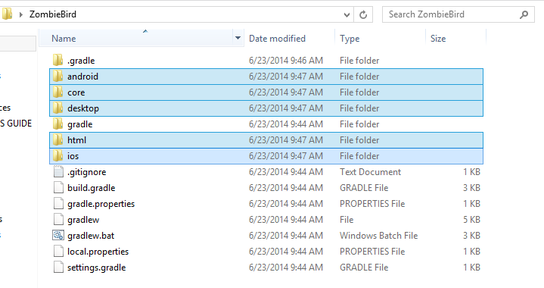 ZombieBird
Search ZombieBird
Name Date modified Type Size
.gradle 6/23/2014 9:46 AM File folder
android 6/23/2014 9:47 AM File folder
core 6/23/2014 9:47 AM File folder
desktop 6/23/2014 9:47 AM File folder
gradle 6/23/2014 9:44 AM File folder
html 6/23/2014 9:47 AM File folder
ios 6/23/2014 9:47 AM File folder
.gitignore 6/23/2014 9:44 AM Text Document 1 KB
build.gradle 6/23/2014 9:44 AM GRADLE File 3 KB
gradle.properties 6/23/2014 9:44 AM PROPERTIES File 1 KB
gradlew 6/23/2014 9:44 AM File 5 KB
gradlew.bat 6/23/2014 9:44 AM Windows Batch File 3 KB
local.properties 6/23/2014 9:44 AM PROPERTIES File 1 KB
settings.gradle 6/23/2014 9:44 AM GRADLE File 1 KB
ces
S GUIDE